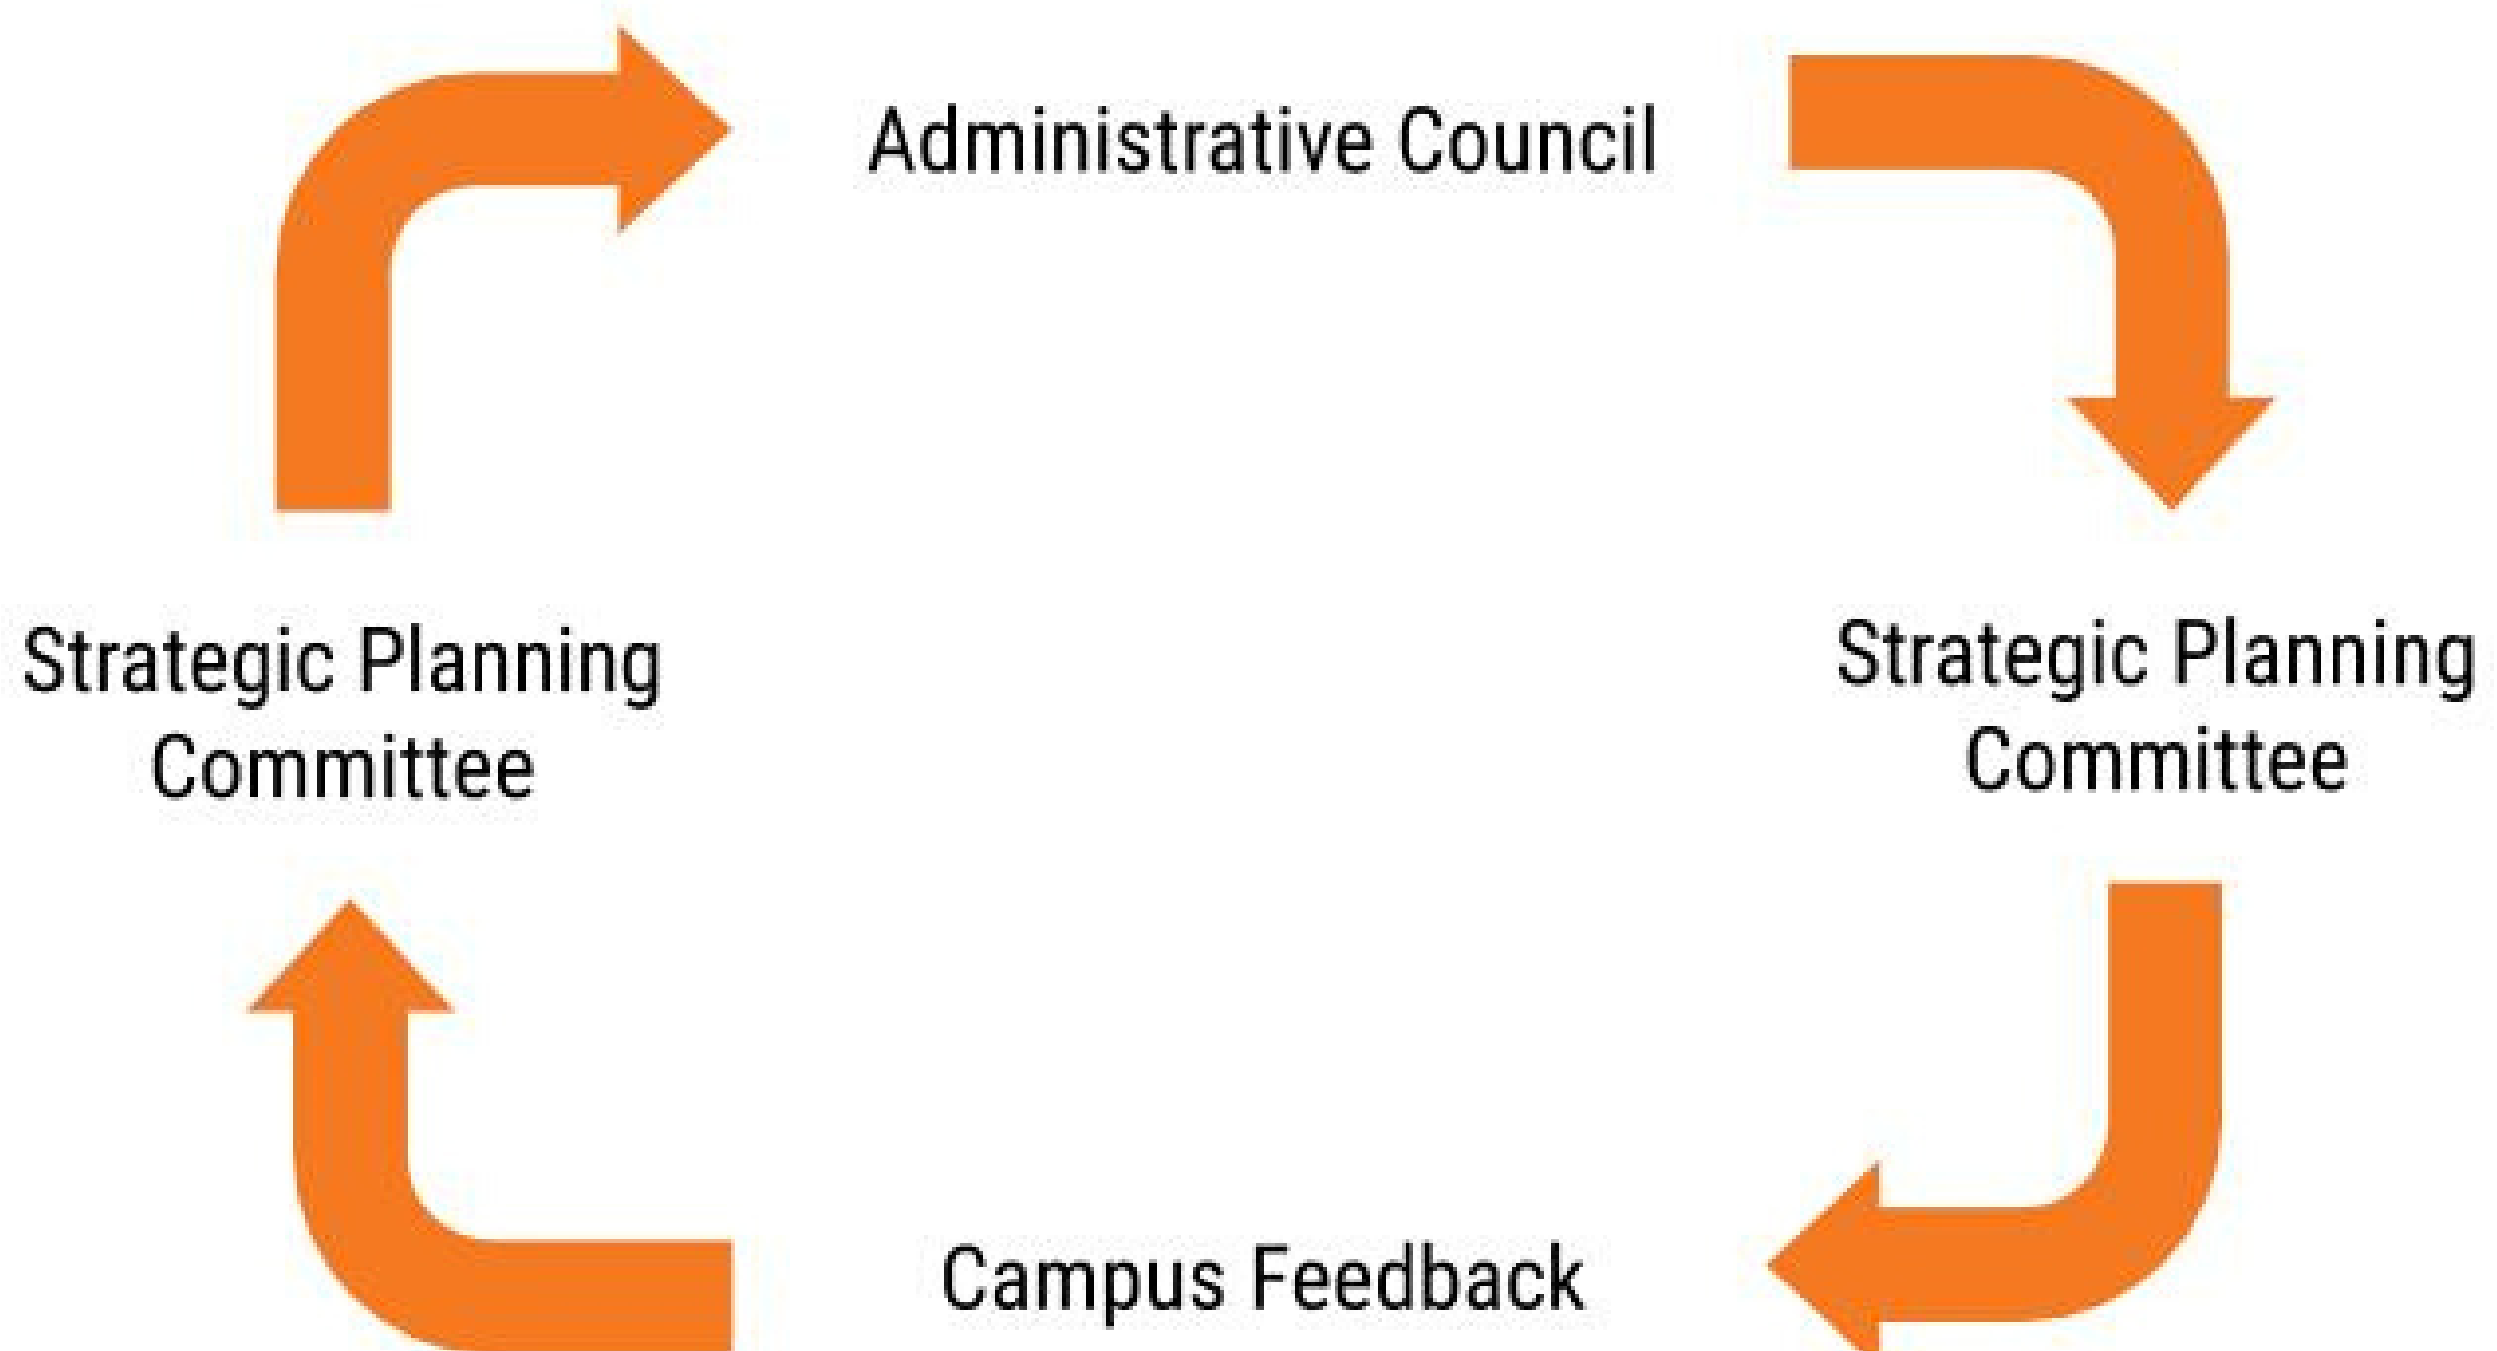 Administrative Council
Strategic Planning
Committee
Strategic Planning
Committee
Campus Feedback